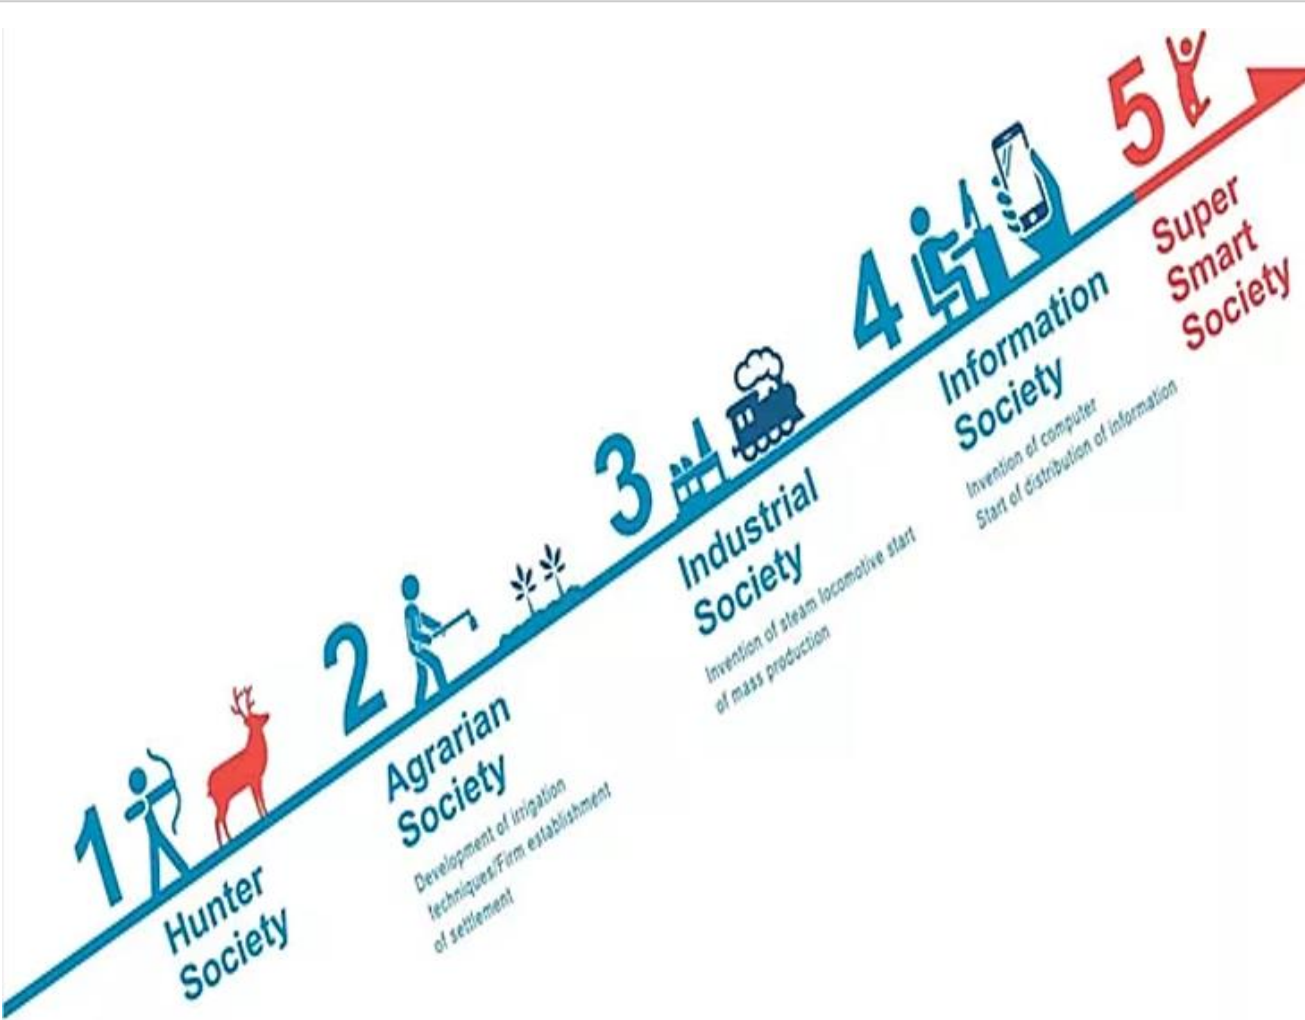 1
Hunter
Society
2
Agrarian
Society
Development of irrigation
techniques/Firm establishment
of settlement
3
Industrial
Society
Invention of steam locomotive start
of mass production
4
Information
Society
Invention of computer
Start of distribution of information
5
Super
Smart
Society